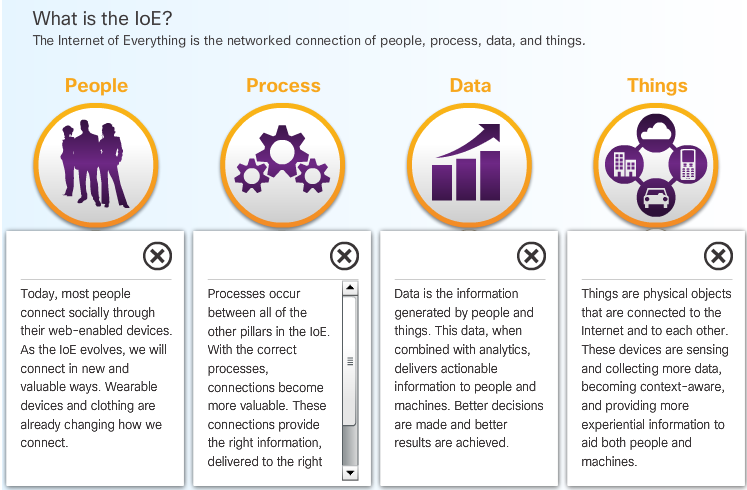 What is the IoE?
The Internet of Everything is the networked connection of people, process, data, and things.
People
Process
Data
Things
Today, most people
connect socially through
their web-enabled devices.
As the IoE evolves, we will
connect in new and
valuable ways. Wearable
devices and clothing are
already changing how we
connect.
Processes occur
between all of the
other pillars in the IoE.
With the correct
processes,
connections become
more valuable. These
connections provide
the right information,
delivered to the right
Data is the information
generated by people and
things. This data, when
combined with analytics,
delivers actionable
information to people and
machines. Better decisions
are made and better
results are achieved.
Things are physical objects
that are connected to the
Internet and to each other.
These devices are sensing
and collecting more data,
becoming context-aware,
and providing more
experiential information to
aid both people and
machines.